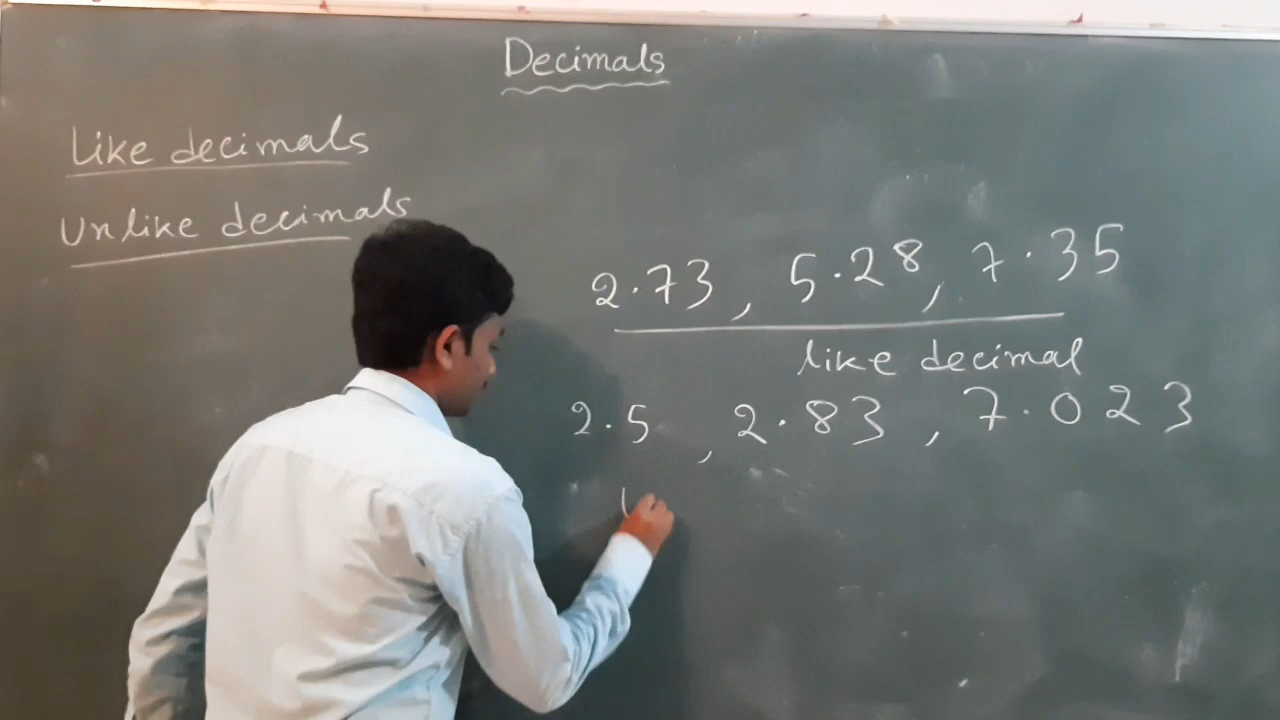 Decimals
Like decimals
Unlike decimals
2.73, 5.28, 7.35
like decimal
2.5, 2.83, 7.023